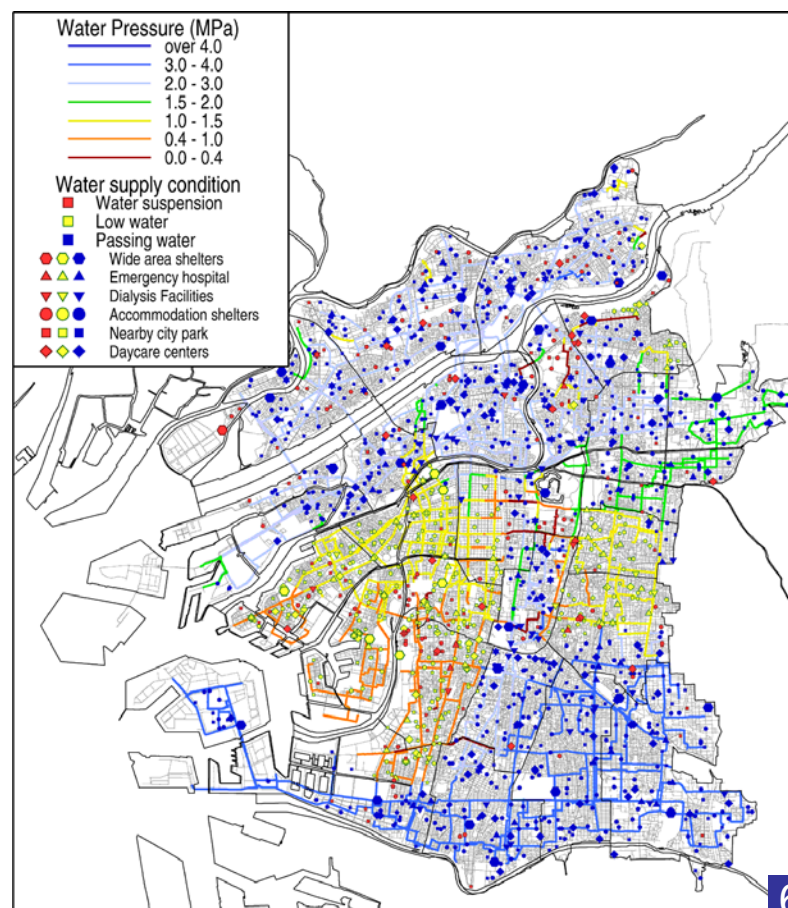 Water Pressure (MPa)
over 4.0
3.0 - 4.0
2.0 - 3.0
1.5 - 2.0
1.0 - 1.5
0.4 - 1.0
0.0 - 0.4
Water supply condition
Water suspension
Low water
Passing water
Wide area shelters
Emergency hospital
Dialysis Facilities
Accommodation shelters
Nearby city park
Daycare centers
6